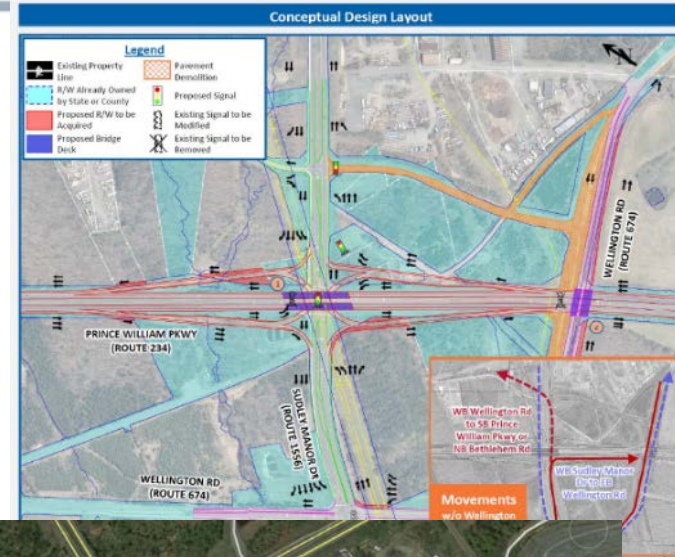 Conceptual Design Layout
Legend
Existing Property
Line
R/W Already Owned
by State or County
Proposed R/W to be
Acquired
Proposed Bridge
Deck
Pavement
Demolition
Proposed Signal
Existing Signal to be
Modified
Existing Signal to be
Removed
N
WELLINGTON RD
(ROUTE 674)
1
2
PRINCE WILLIAM PKWY
(ROUTE 234)
SUDLEY MANOR DR
(ROUTE 1556)
WELLINGTON RD
(ROUTE 674)
WB Wellington Rd
to SB Prince
William Pkwy or
NB Bethlehem Rd
WB Sudley Manor
Dr to EB
Wellington Rd
Movements
w/o Wellington